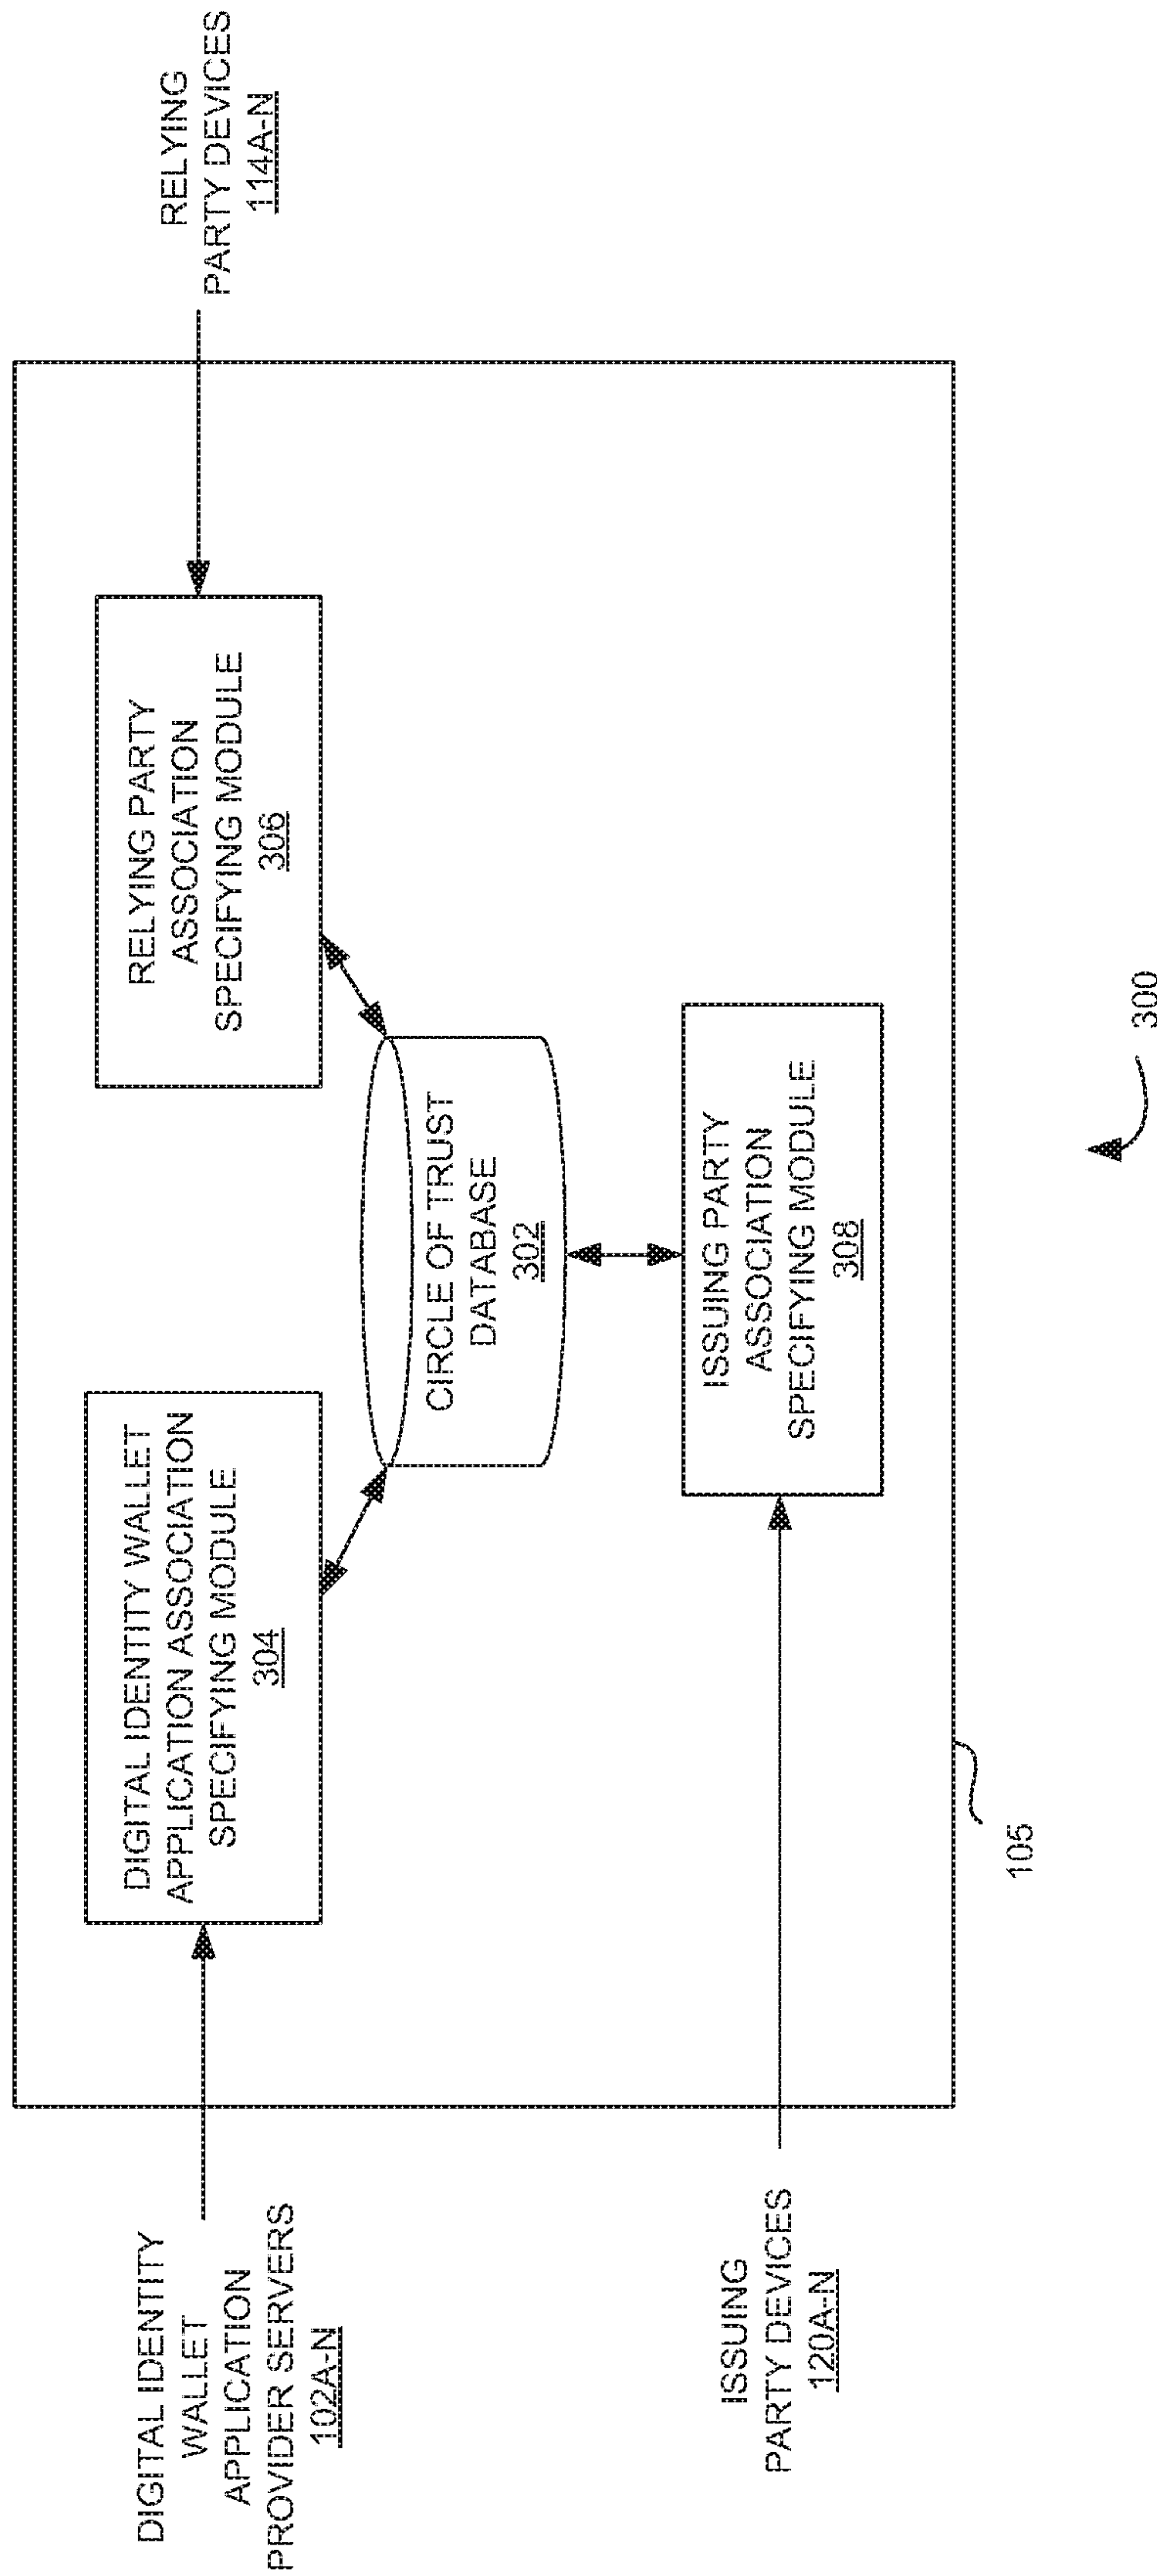 DIGITAL IDENTITY
WALLET
APPLICATION
PROVIDER SERVERS
102A-N
DIGITAL IDENTITY WALLET
APPLICATION ASSOCIATION
SPECIFYING MODULE
304
RELYING PARTY
ASSOCIATION
SPECIFYING MODULE
306
RELYING
PARTY DEVICES
114A-N
CIRCLE OF TRUST
DATABASE
302
ISSUING
PARTY DEVICES
120A-N
ISSUING PARTY
ASSOCIATION
SPECIFYING MODULE
308
105
300